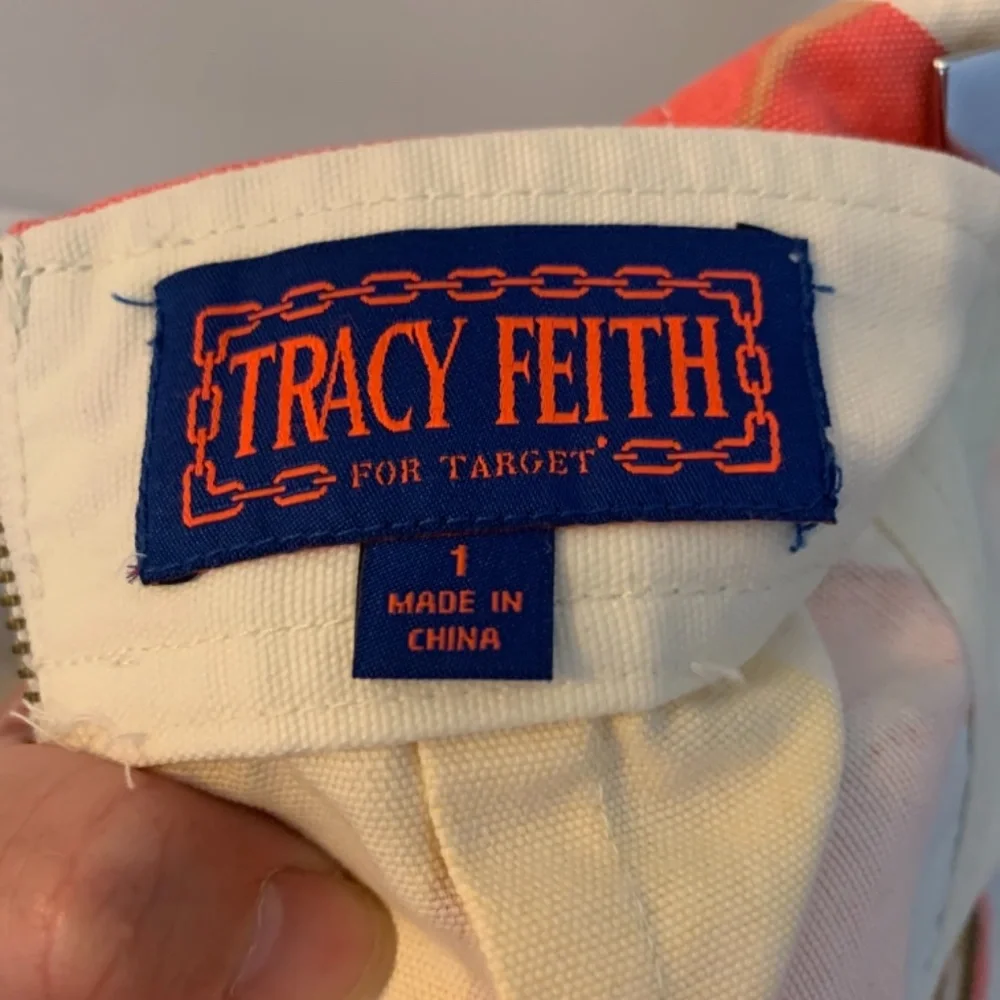 TRACY FEITH
FOR TARGET
1
MADE IN
CHINA